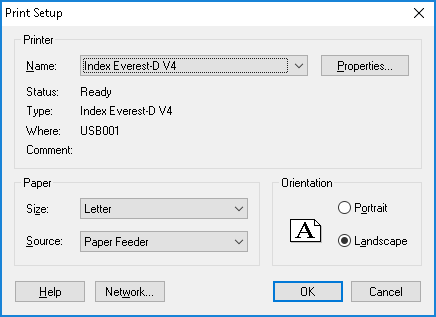 Print Setup
Printer
Name: Index Everest-D V4 Properties...
Status: Ready
Type: Index Everest-D V4
Where: USB001
Comment:
Paper
Size: Letter
Source: Paper Feeder
Orientation
A
Portrait
Landscape
Help Network... OK Cancel